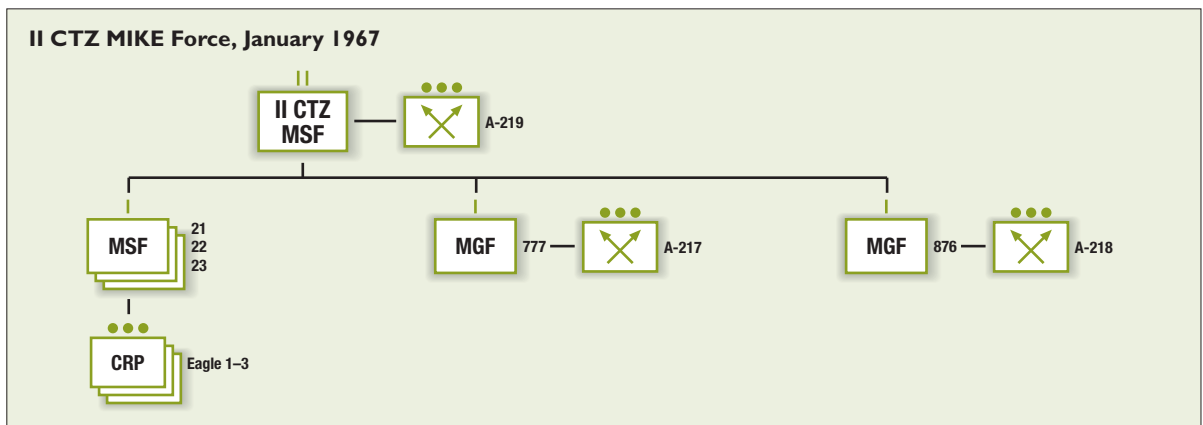 II CTZ MIKE Force, January 1967
II CTZ
MSF
A-219
MSF
21
22
23
MGF
777
A-217
MGF
876
A-218
CRP
Eagle 1–3